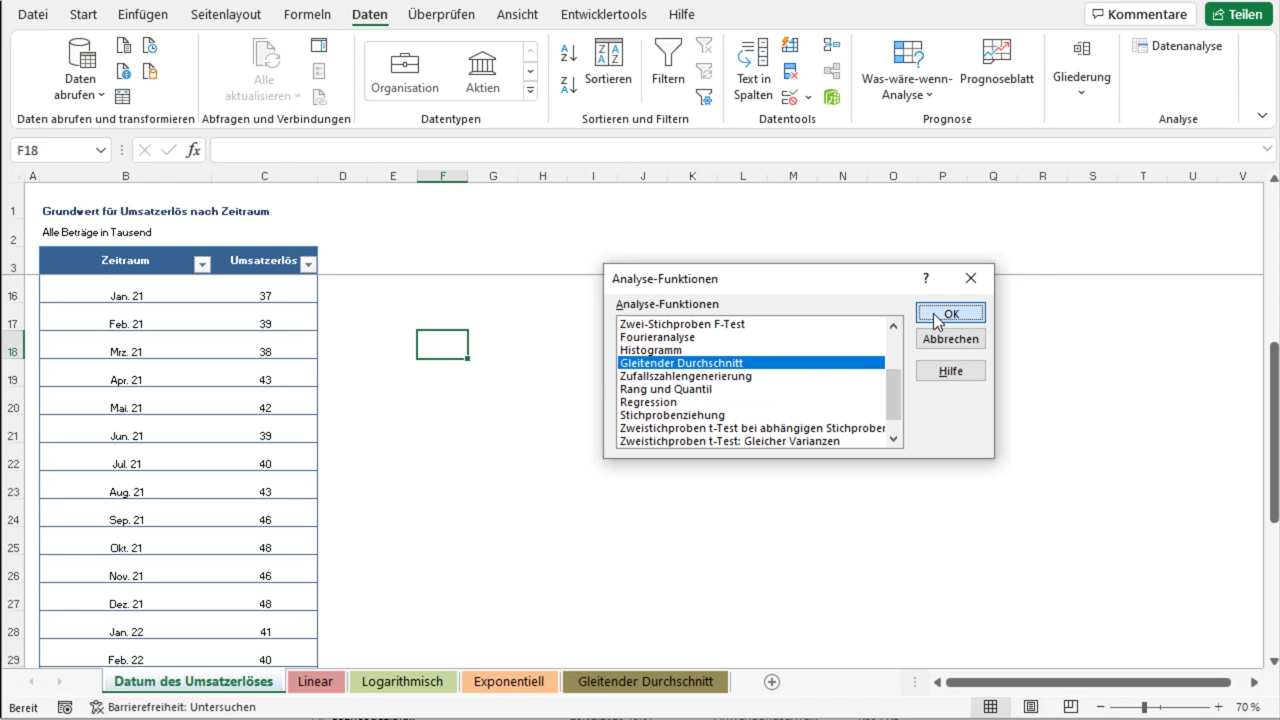 Datei Start Einfügen Seitenlayout Formeln Daten Überprüfen Ansicht Entwicklertools Hilfe Kommentare Teilen
Daten abrufen
Alle aktualisieren
Organisation Aktien
Sortieren Filtern
Text in Spalten
Was-wäre-wenn-Analyse Prognoseblatt
Gliederung
Datenanalyse
Daten abrufen und transformieren Abfragen und Verbindungen Datentypen Sortieren und Filtern Datentools Prognose Analyse
F18 fx
A B C D E F G H I J K L M N O P Q R S T U V
1 Grundwert für Umsatzerlös nach Zeitraum
2 Alle Beträge in Tausend
3 Zeitraum Umsatzerlös
16 Jan. 21 37
17 Feb. 21 39
18 Mrz. 21 38
19 Apr. 21 43
20 Mai. 21 42
21 Jun. 21 39
22 Jul. 21 40
23 Aug. 21 43
24 Sep. 21 46
25 Okt. 21 48
26 Nov. 21 46
27 Dez. 21 48
28 Jan. 22 41
29 Feb. 22 40
Analyse-Funktionen ?
Analyse-Funktionen
Zwei-Stichproben F-Test
Fourieranalyse
Histogramm
Gleitender Durchschnitt
Zufallszahlengenerierung
Rang und Quantil
Regression
Stichprobenziehung
Zweistichproben t-Test bei abhängigen Stichproben
Zweistichproben t-Test: Gleicher Varianzen
OK
Abbrechen
Hilfe
Datum des Umsatzerlöses Linear Logarithmisch Exponentiell Gleitender Durchschnitt
Bereit Barrierefreiheit: Untersuchen 70 %